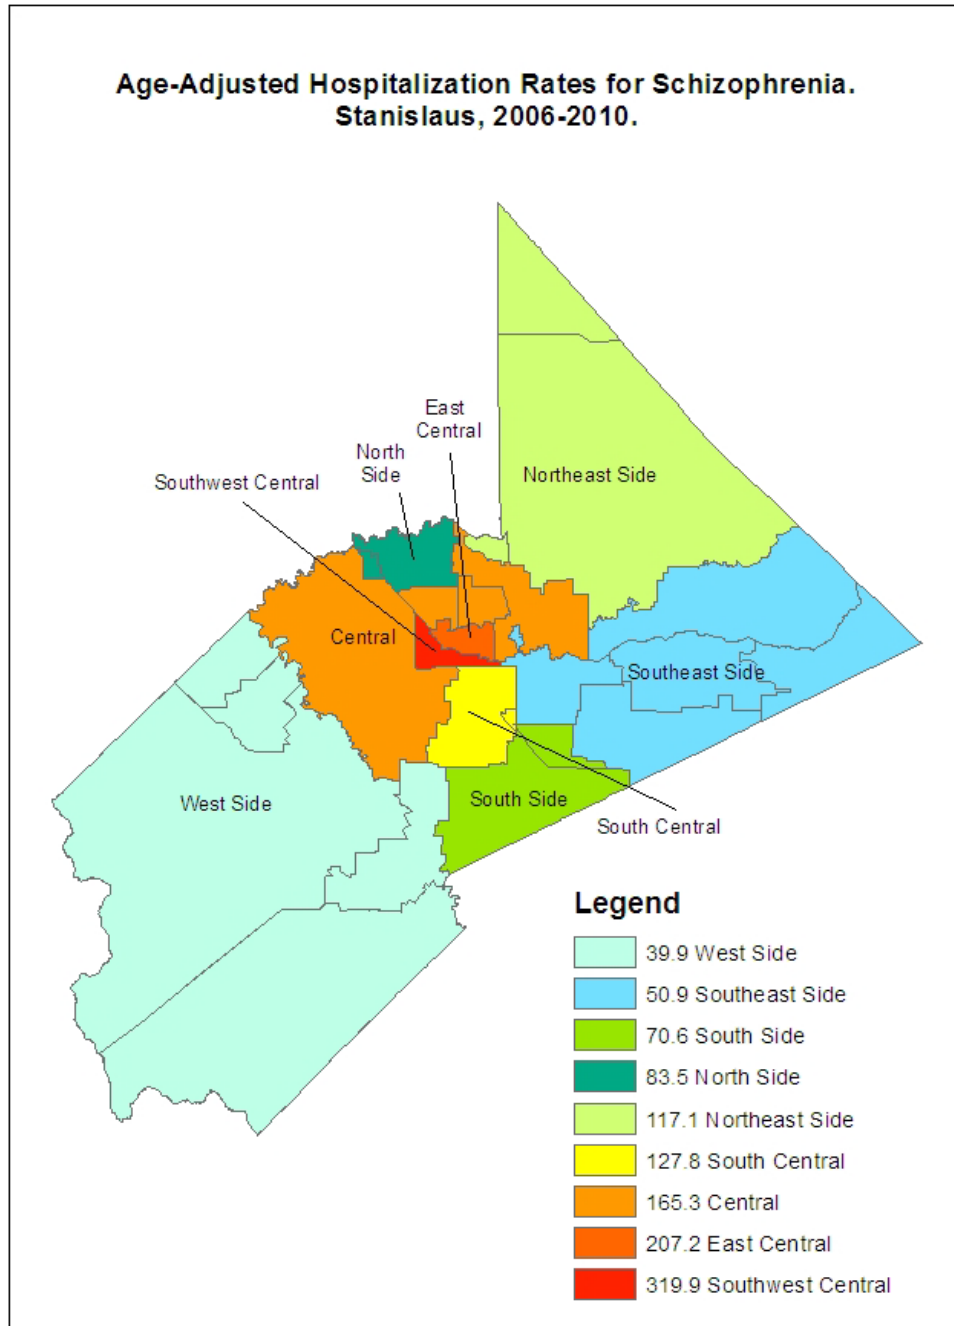 Age-Adjusted Hospitalization Rates for Schizophrenia.
Stanislaus, 2006-2010.
East
Central
North
Side
Southwest Central
Northeast Side
Central
Southeast Side
West Side
South Side
South Central
Legend
39.9 West Side
50.9 Southeast Side
70.6 South Side
83.5 North Side
117.1 Northeast Side
127.8 South Central
165.3 Central
207.2 East Central
319.9 Southwest Central